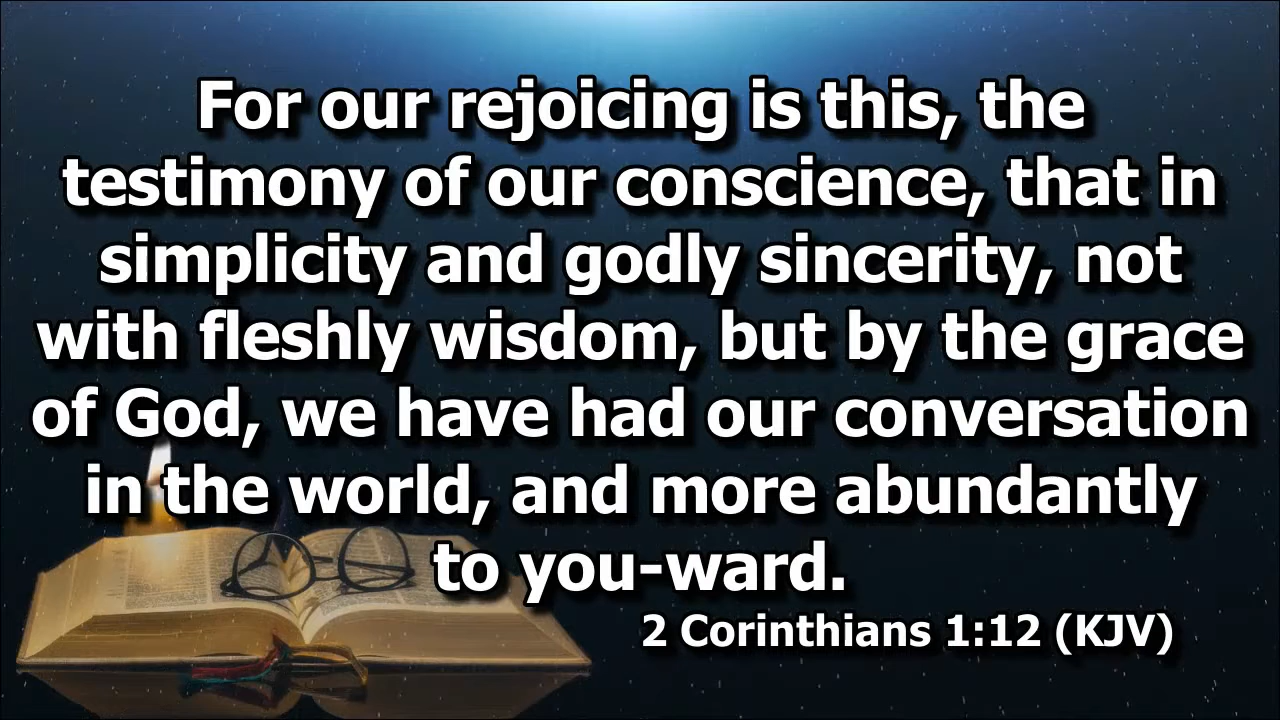 For our rejoicing is this, the
testimony of our conscience, that in
simplicity and godly sincerity, not
with fleshly wisdom, but by the grace
of God, we have had our conversation
in the world, and more abundantly
to you-ward.
2 Corinthians 1:12 (KJV)